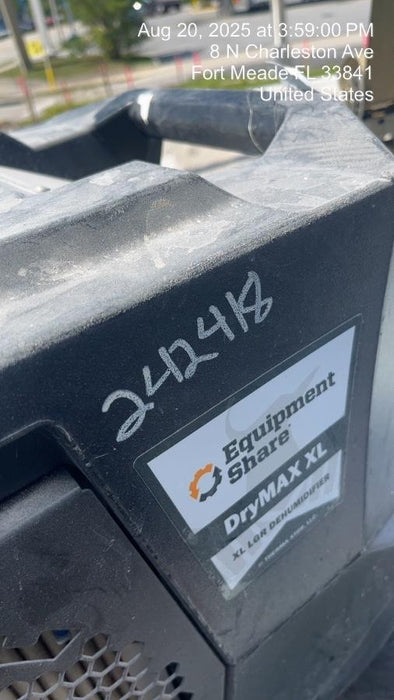 Aug 20, 2025 at 3:59:00 PM
8 N Charleston Ave
Fort Meade FL 33841
United States
242418
Equipment
Share
DryMAX XL
XL LGR DEHUMIDIFIER